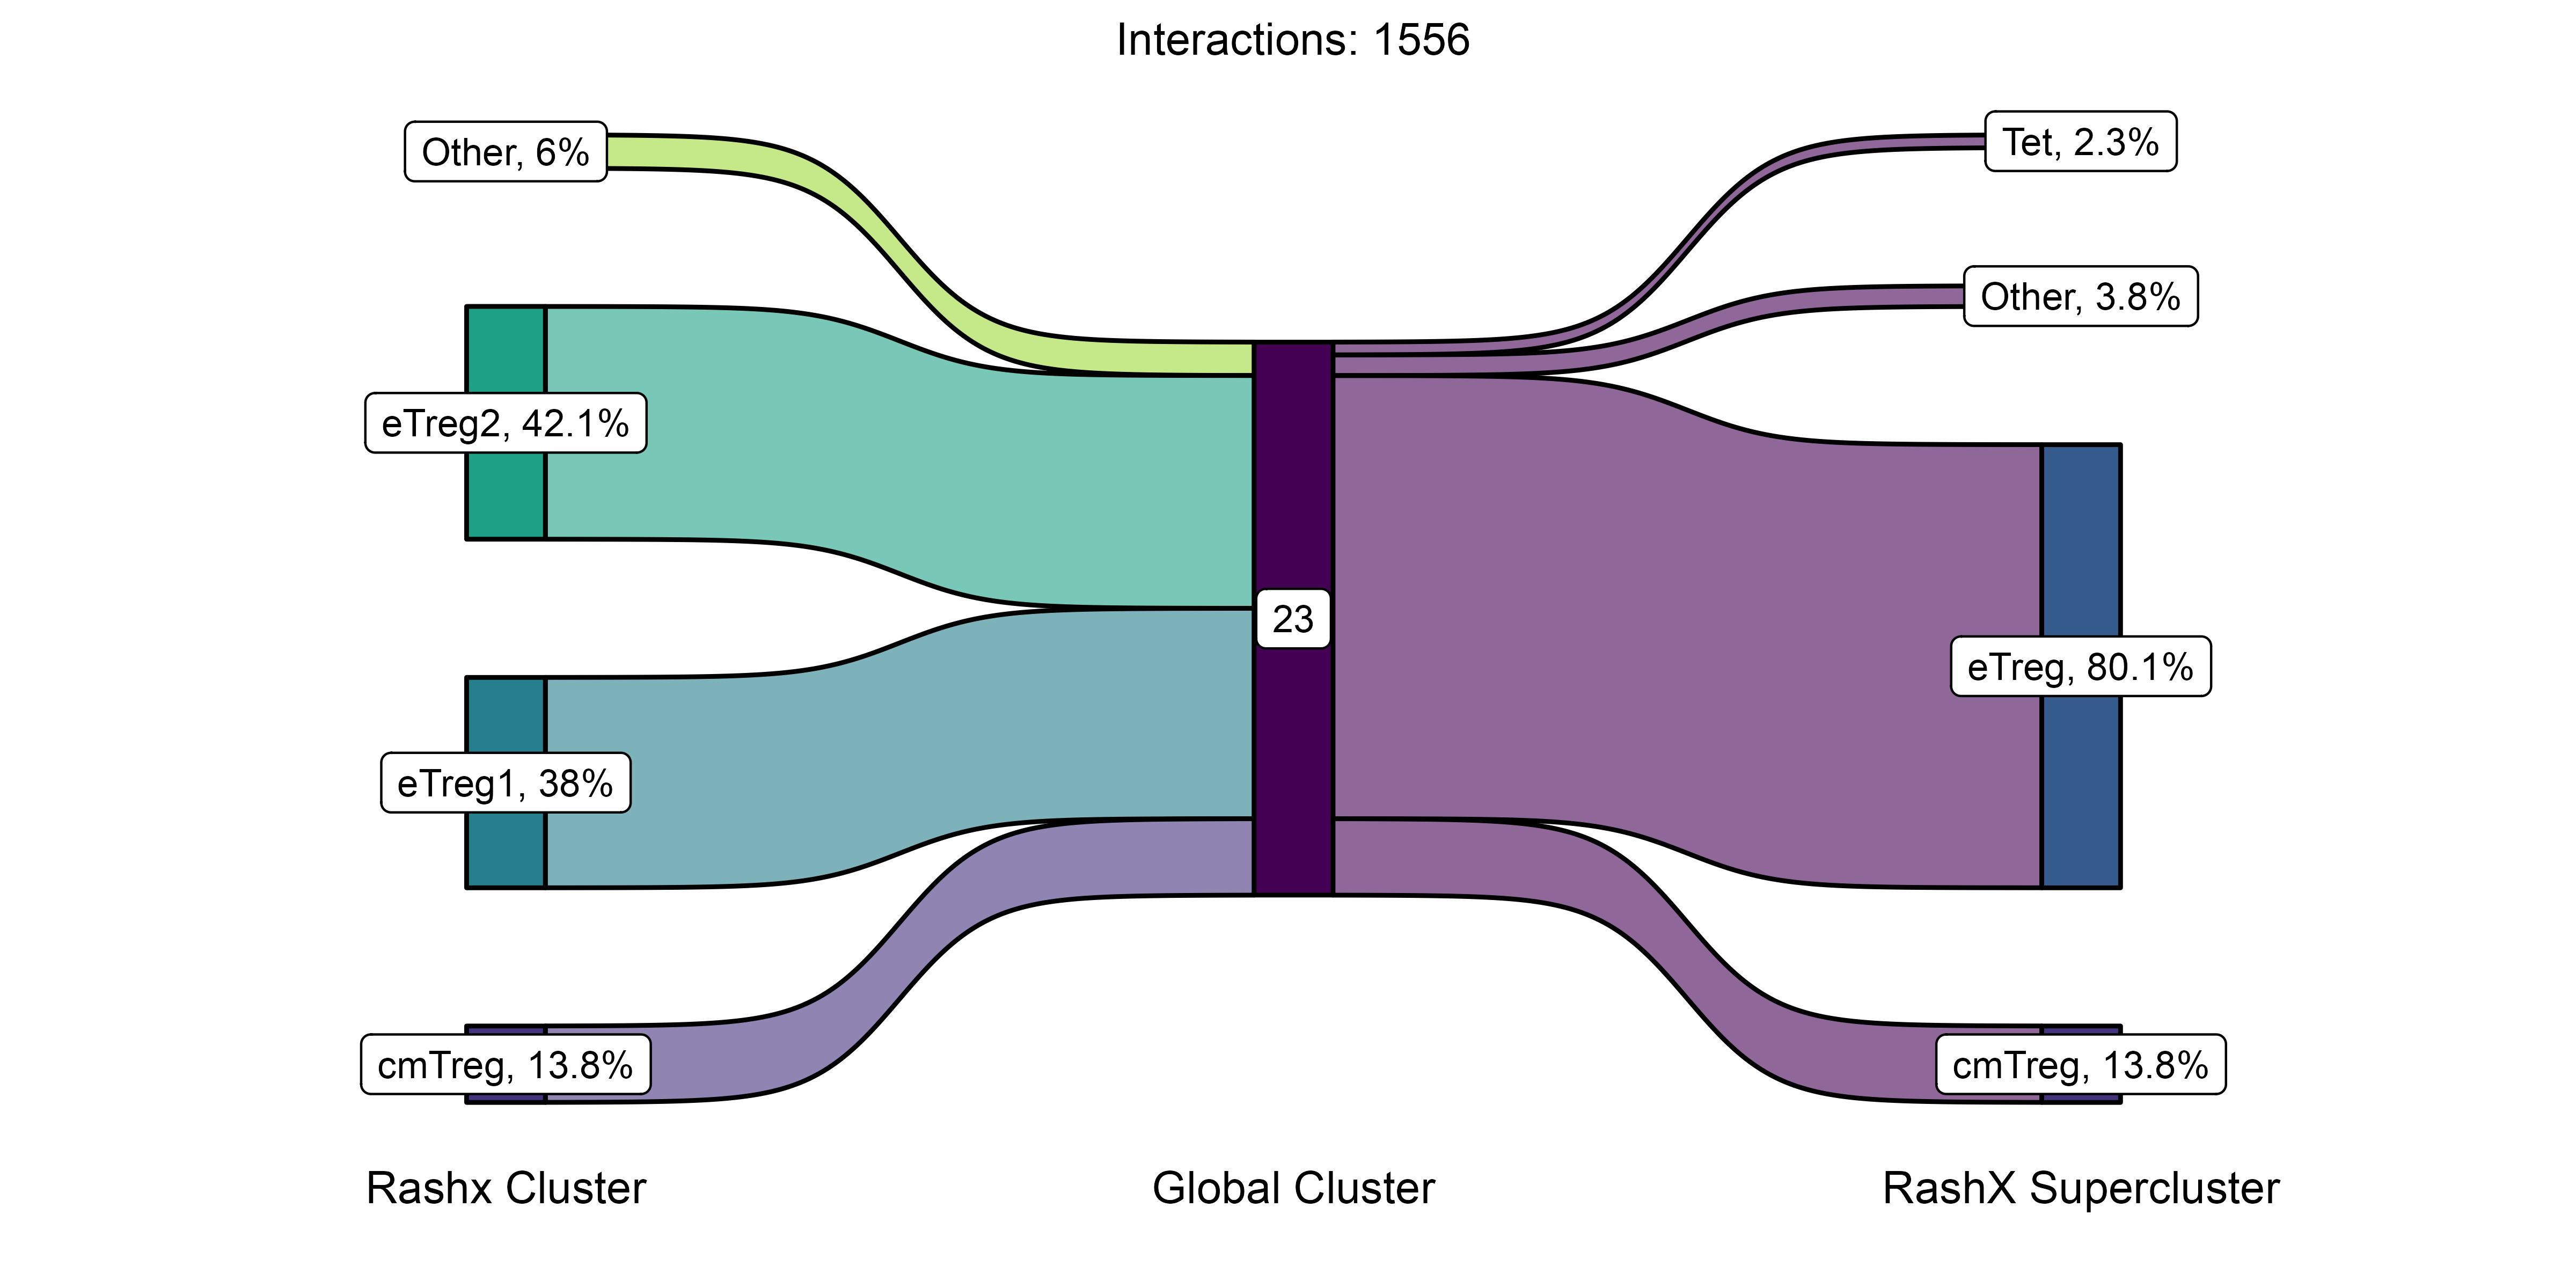 Interactions: 1556
Other, 6%
eTreg2, 42.1%
eTreg1, 38%
cmTreg, 13.8%
23
Tet, 2.3%
Other, 3.8%
eTreg, 80.1%
cmTreg, 13.8%
Rashx Cluster
Global Cluster
RashX Supercluster